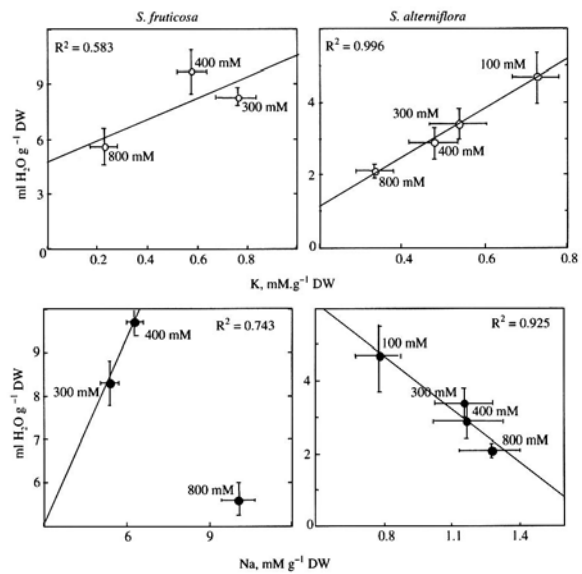 S. fruticosa
S. alterniflora
R² = 0.583
400 mM
300 mM
800 mM
9
6
3
0
0.2
0.4
0.6
0.8
ml H₂O g⁻¹ DW
R² = 0.996
100 mM
300 mM
400 mM
800 mM
4
2
0
0.4
0.6
0.8
K, mM.g⁻¹ DW
R² = 0.743
400 mM
300 mM
800 mM
9
8
7
6
6
9
ml H₂O g⁻¹ DW
R² = 0.925
100 mM
300 mM
400 mM
800 mM
4
2
0
0.8
1.1
1.4
Na, mM g⁻¹ DW